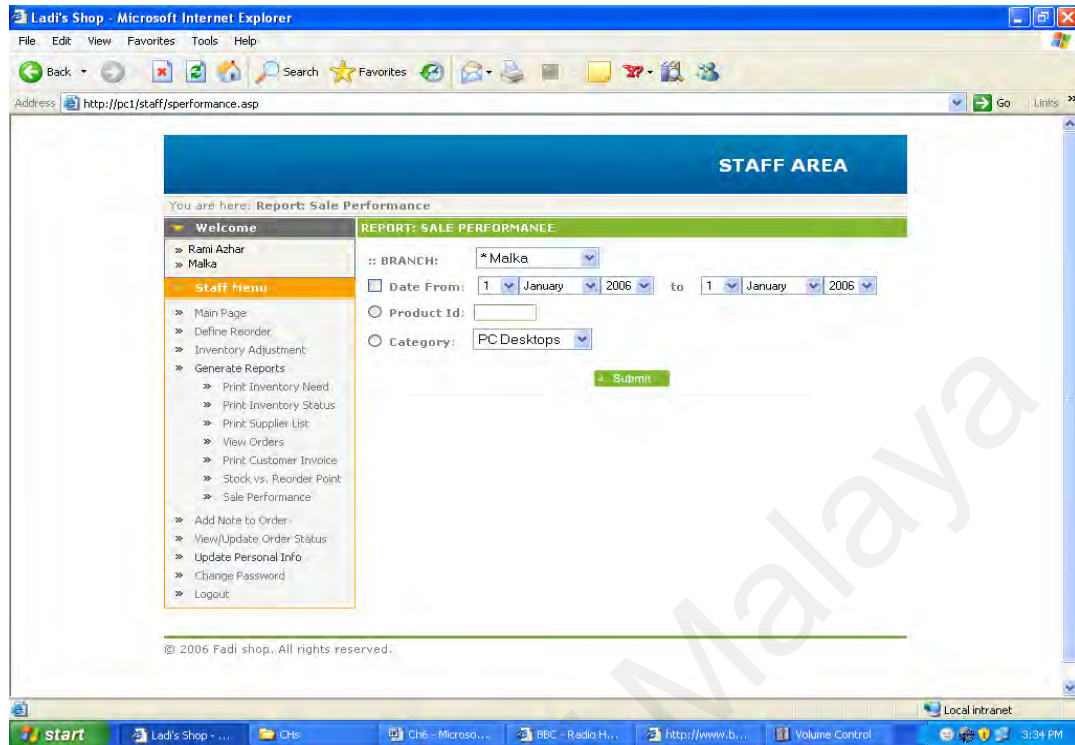 Ladi's Shop - Microsoft Internet Explorer
File Edit View Favorites Tools Help
Back Search Favorites
Address http://pc1/staff/sperformance.asp Go Links »
STAFF AREA
You are here: Report: Sale Performance
Welcome
» Rami Azhar
» Malka
Staff Menu
» Main Page
» Define Reorder
» Inventory Adjustment
» Generate Reports
» Print Inventory Need
» Print Inventory Status
» Print Supplier List
» View Orders
» Print Customer Invoice
» Stock vs. Reorder Point
» Sale Performance
» Add Note to Order
» View/Update Order Status
» Update Personal Info
» Change Password
» Logout
REPORT: SALE PERFORMANCE
:: BRANCH: * Malka
Date From: 1 January 2006 to 1 January 2006
Product Id:
Category: PC Desktops
Submit
© 2006 Fadi shop. All rights reserved.
Malaya
Local intranet
start Ladi's Shop - ... CHs Ch6 - Microso... BBC - Radio H... http://www.b... Volume Control 3:34 PM